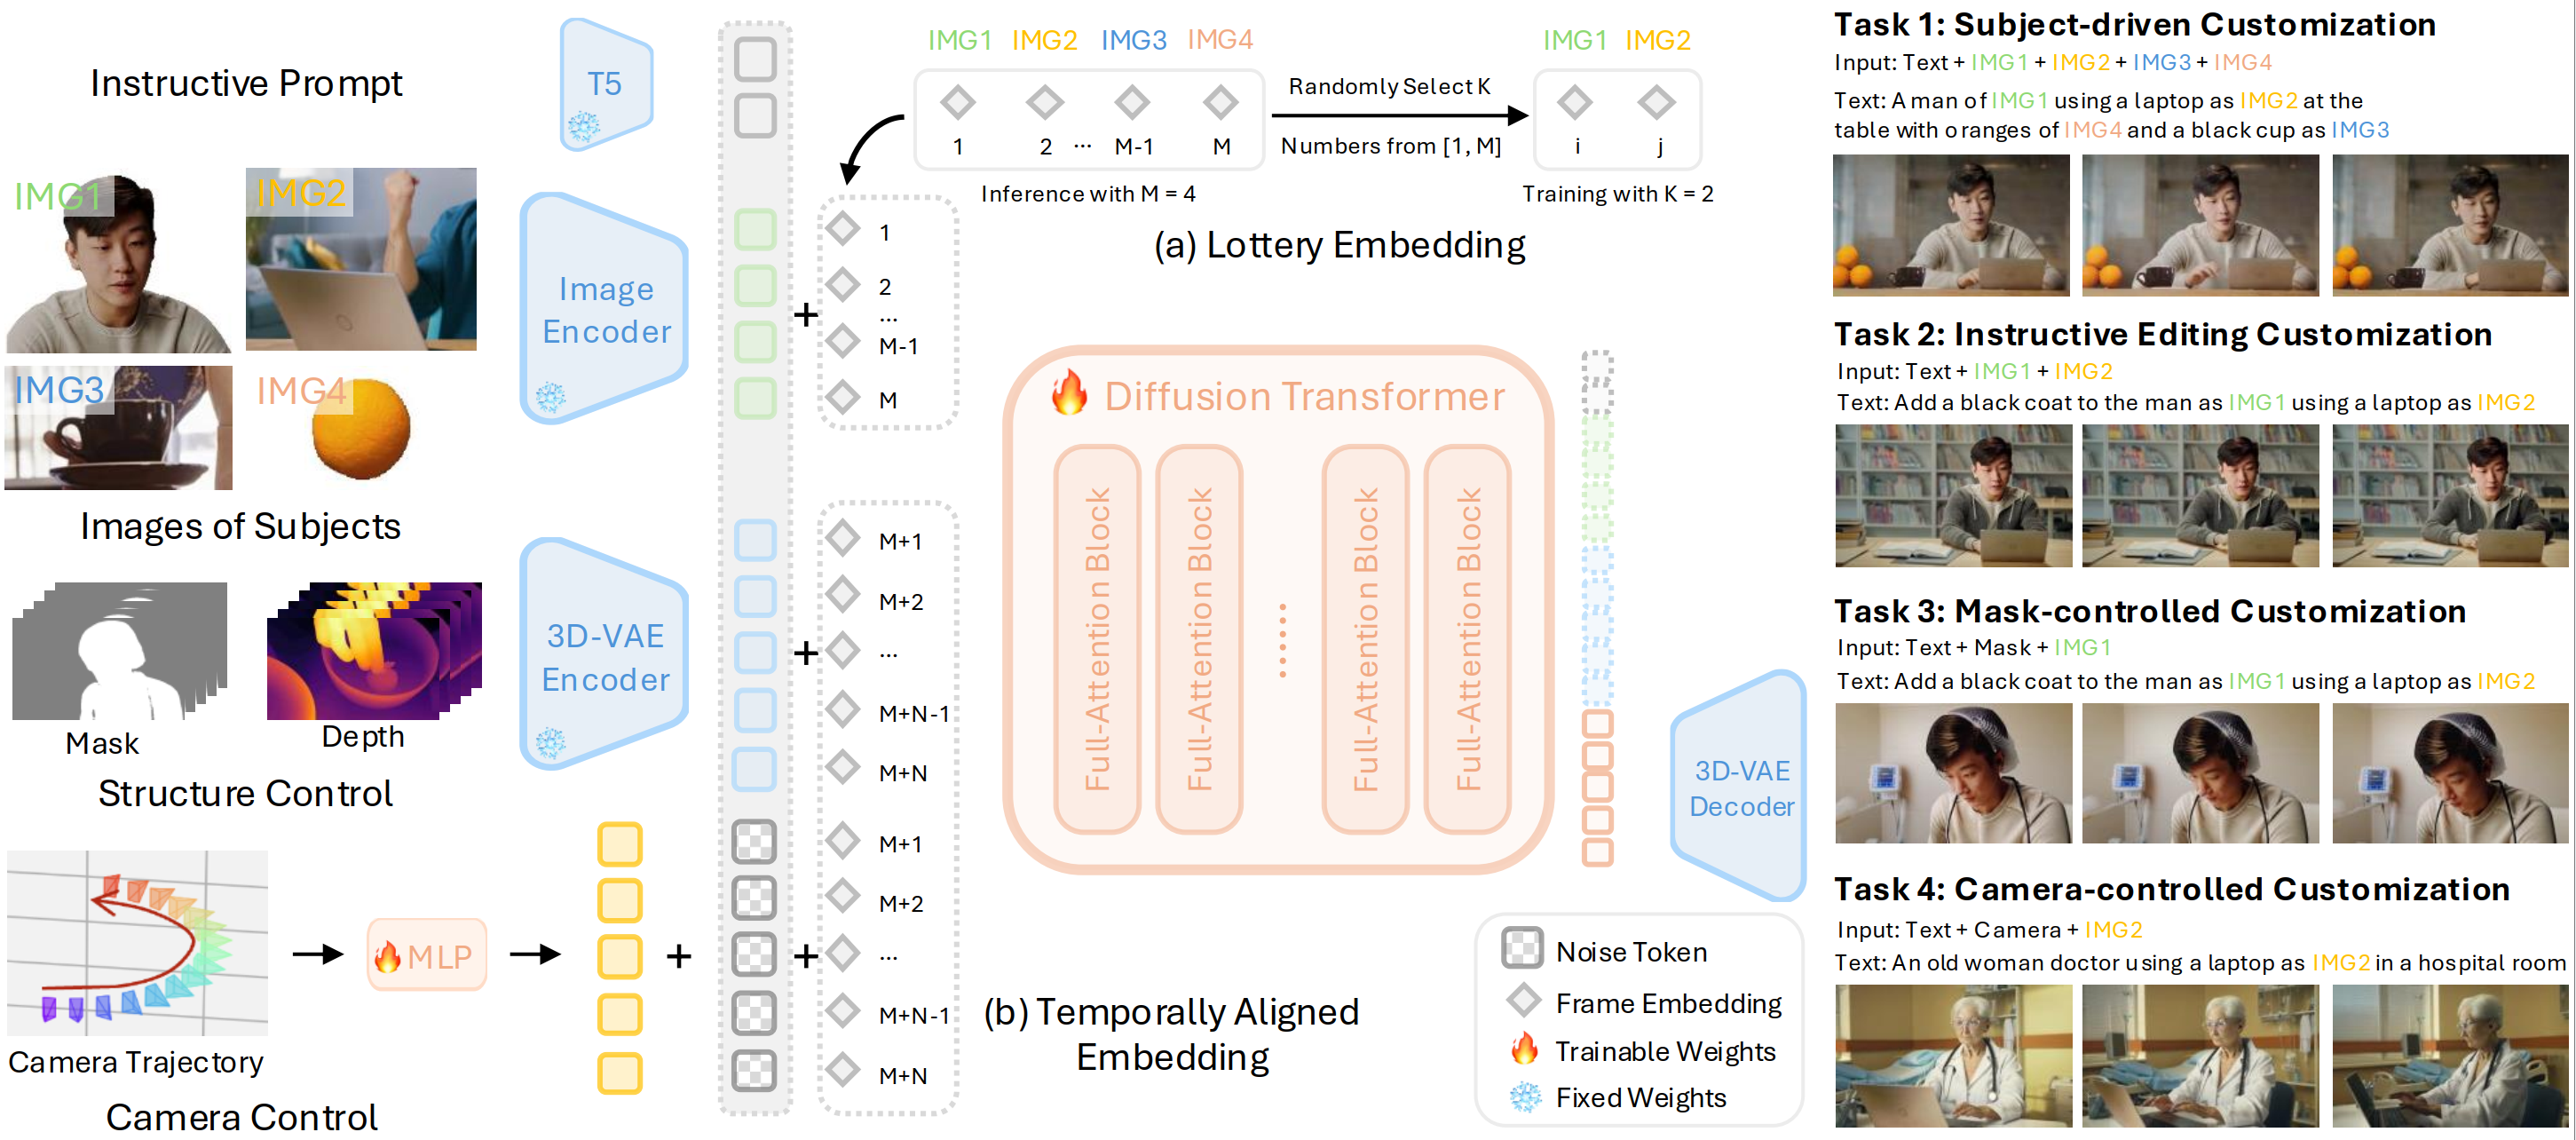 Instructive Prompt
IMG1
IMG2
IMG3
IMG4
Images of Subjects
Mask
Depth
Structure Control
Camera Trajectory
Camera Control
T5
Image
Encoder
3D-VAE
Encoder
MLP
+
+
+
+
1
2
...
M-1
M
M+1
M+2
...
M+N-1
M+N
M+1
M+2
...
M+N-1
M+N
IMG1 IMG2 IMG3 IMG4
1 2 ... M-1 M
Inference with M = 4
Randomly Select K
Numbers from [1, M]
IMG1 IMG2
i j
Training with K = 2
(a) Lottery Embedding
Diffusion Transformer
Full-Attention Block
Full-Attention Block
Full-Attention Block
Full-Attention Block
(b) Temporally Aligned
Embedding
3D-VAE
Decoder
Noise Token
Frame Embedding
Trainable Weights
Fixed Weights
Task 1: Subject-driven Customization
Input: Text + IMG1 + IMG2 + IMG3 + IMG4
Text: A man of IMG1 using a laptop as IMG2 at the
table with oranges of IMG4 and a black cup as IMG3
Task 2: Instructive Editing Customization
Input: Text + IMG1 + IMG2
Text: Add a black coat to the man as IMG1 using a laptop as IMG2
Task 3: Mask-controlled Customization
Input: Text + Mask + IMG1
Text: Add a black coat to the man as IMG1 using a laptop as IMG2
Task 4: Camera-controlled Customization
Input: Text + Camera + IMG2
Text: An old woman doctor using a laptop as IMG2 in a hospital room